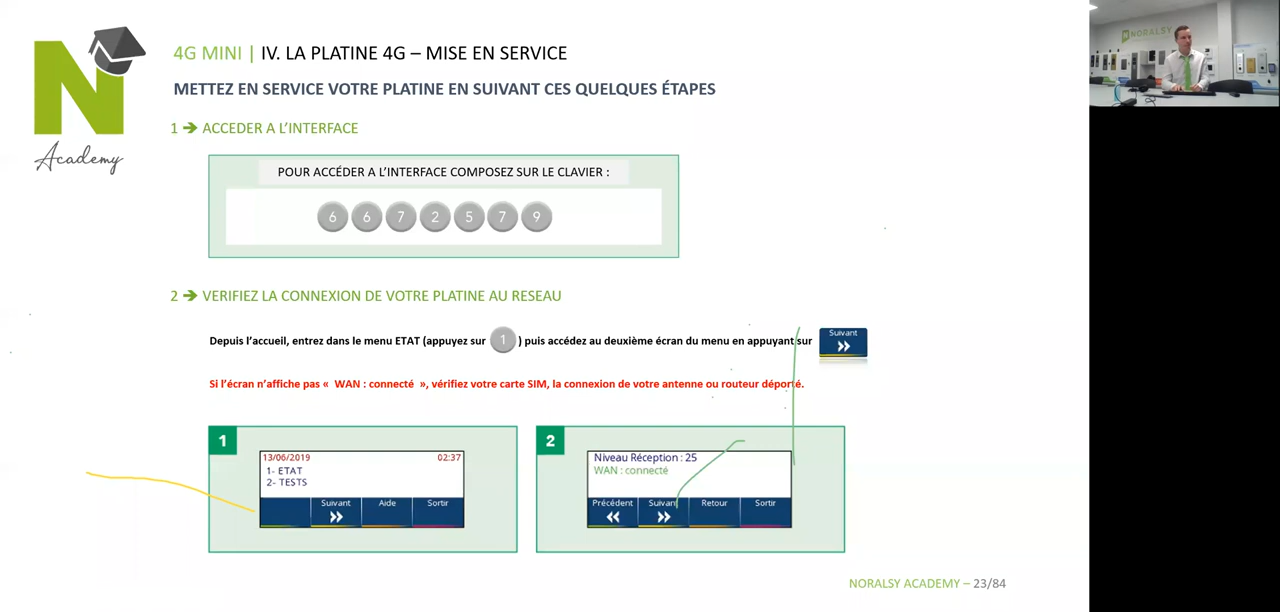 N
Academy
4G MINI | IV. LA PLATINE 4G – MISE EN SERVICE
METTEZ EN SERVICE VOTRE PLATINE EN SUIVANT CES QUELQUES ÉTAPES
1 ➔ ACCEDER A L’INTERFACE
POUR ACCÉDER A L’INTERFACE COMPOSEZ SUR LE CLAVIER :
6 6 7 2 5 7 9
2 ➔ VERIFIEZ LA CONNEXION DE VOTRE PLATINE AU RESEAU
Depuis l’accueil, entrez dans le menu ETAT (appuyez sur 1 ) puis accédez au deuxième écran du menu en appuyant sur
Suivant
Si l’écran n’affiche pas « WAN : connecté », vérifiez votre carte SIM, la connexion de votre antenne ou routeur déporté.
1
13/06/2019 02:37
1- ETAT
2- TESTS
Suivant Aide Sortir
2
Niveau Réception : 25
WAN : connecté
Précédent Suivant Retour Sortir
NORALSY ACADEMY – 23/84
NORALSY